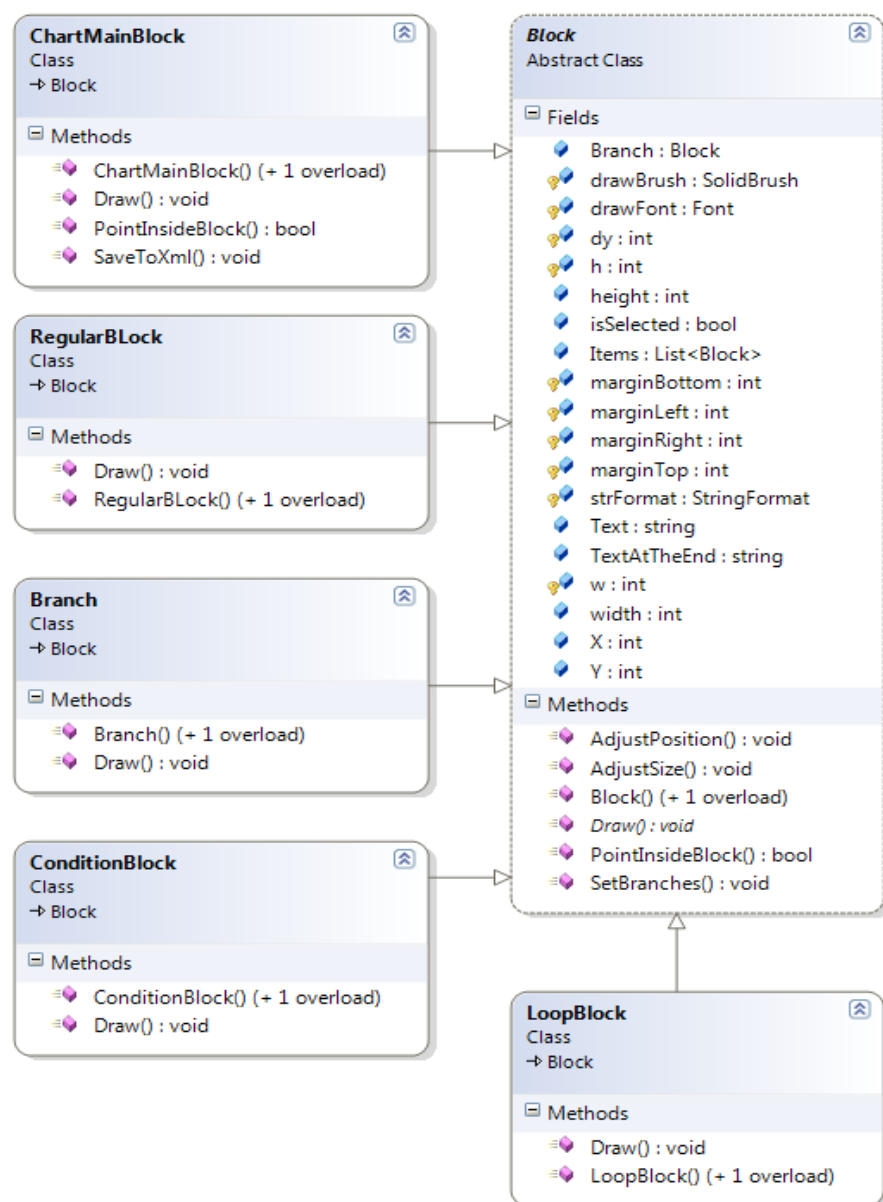 ChartMainBlock
Class
Block
Methods
ChartMainBlock() (+ 1 overload)
Draw() : void
PointInsideBlock() : bool
SaveToXml() : void
RegularBLock
Class
Block
Methods
Draw() : void
RegularBLock() (+ 1 overload)
Branch
Class
Block
Methods
Branch() (+ 1 overload)
Draw() : void
ConditionBlock
Class
Block
Methods
ConditionBlock() (+ 1 overload)
Draw() : void
Block
Abstract Class
Fields
Branch : Block
drawBrush : SolidBrush
drawFont : Font
dy : int
h : int
height : int
isSelected : bool
Items : List<Block>
marginBottom : int
marginLeft : int
marginRight : int
marginTop : int
strFormat : StringFormat
Text : string
TextAtTheEnd : string
w : int
width : int
X : int
Y : int
Methods
AdjustPosition() : void
AdjustSize() : void
Block() (+ 1 overload)
Draw() : void
PointInsideBlock() : bool
SetBranches() : void
LoopBlock
Class
Block
Methods
Draw() : void
LoopBlock() (+ 1 overload)